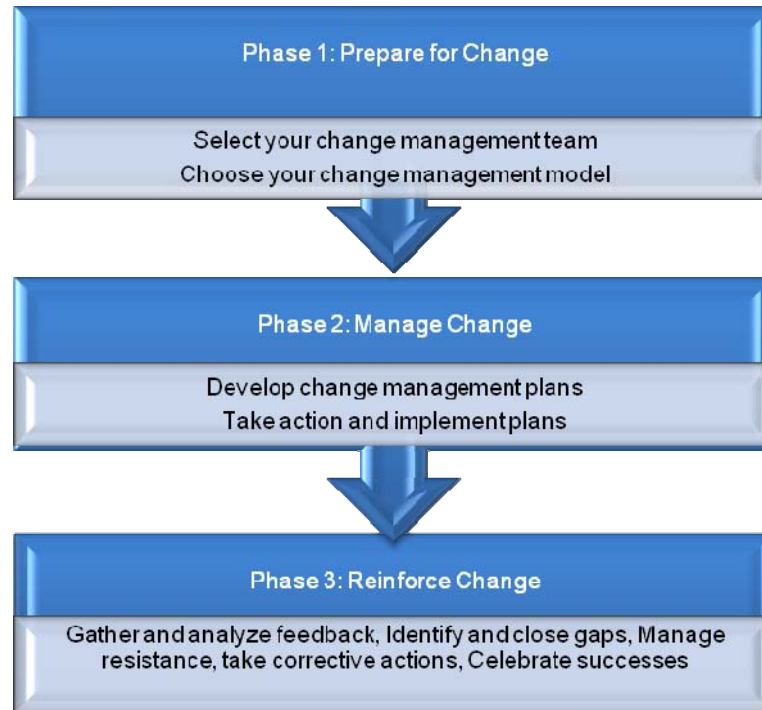 Phase 1: Prepare for Change
Select your change management team
Choose your change management model
Phase 2: Manage Change
Develop change management plans
Take action and implement plans
Phase 3: Reinforce Change
Gather and analyze feedback, Identify and close gaps, Manage
resistance, take corrective actions, Celebrate successes